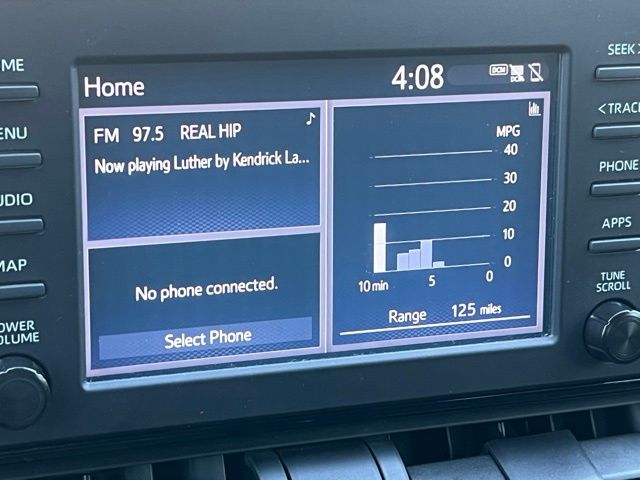 Home
4:08
DCM
FM 97.5 REAL HIP
Now playing Luther by Kendrick La...
No phone connected.
Select Phone
MPG
40
30
20
10
0
10 min 5 0
Range 125 miles
MENU
AUDIO
MAP
POWER
VOLUME
SEEK >
< TRACK
PHONE
APPS
TUNE
SCROLL